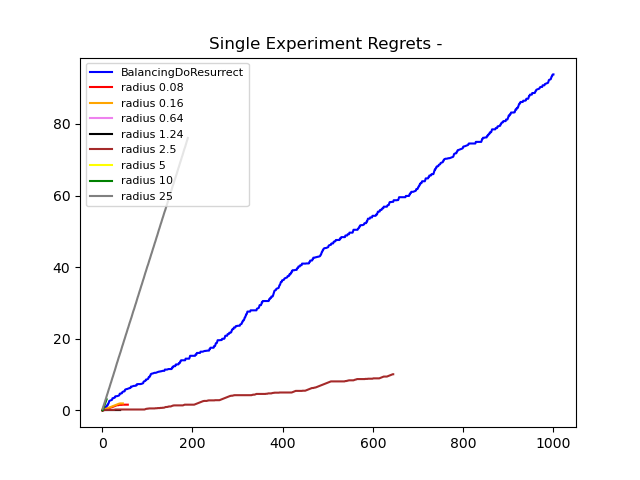 Single Experiment Regrets -
BalancingDoResurrect
radius 0.08
radius 0.16
radius 0.64
radius 1.24
radius 2.5
radius 5
radius 10
radius 25
80
60
40
20
0
0 200 400 600 800 1000